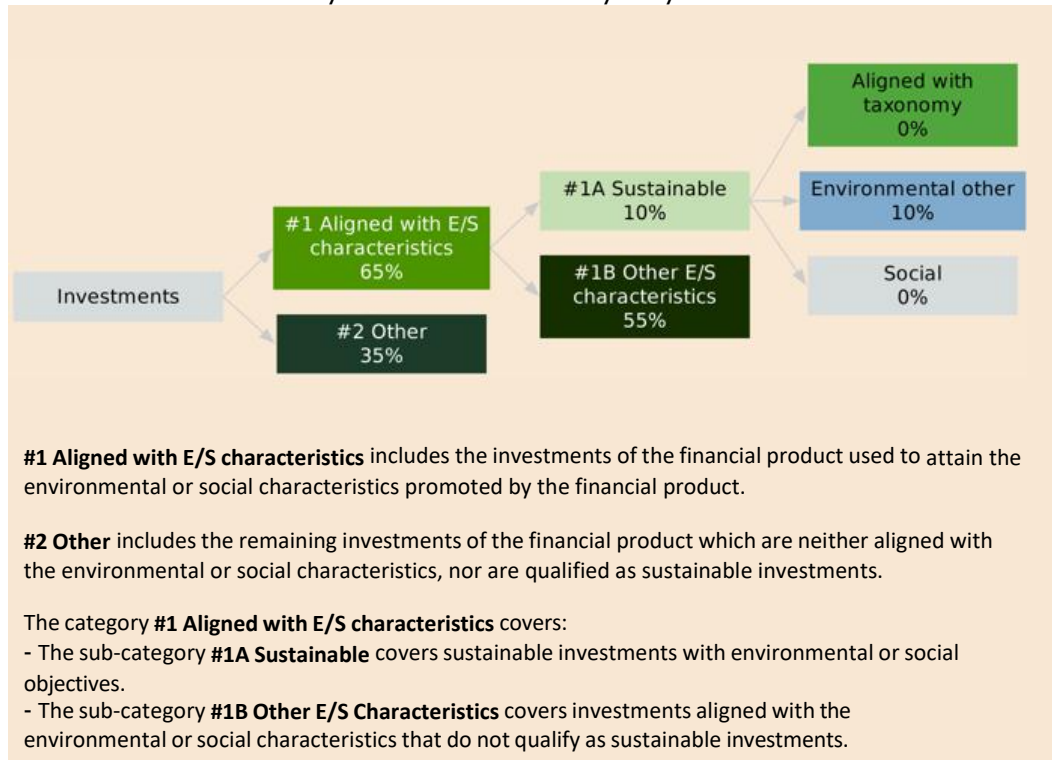 Aligned with
taxonomy
0%
#1A Sustainable
10%
Environmental other
10%
#1 Aligned with E/S
characteristics
65%
#1B Other E/S
characteristics
55%
Social
0%
Investments
#2 Other
35%
#1 Aligned with E/S characteristics includes the investments of the financial product used to attain the
environmental or social characteristics promoted by the financial product.
#2 Other includes the remaining investments of the financial product which are neither aligned with
the environmental or social characteristics, nor are qualified as sustainable investments.
The category #1 Aligned with E/S characteristics covers:
- The sub-category #1A Sustainable covers sustainable investments with environmental or social
objectives.
- The sub-category #1B Other E/S Characteristics covers investments aligned with the
environmental or social characteristics that do not qualify as sustainable investments.